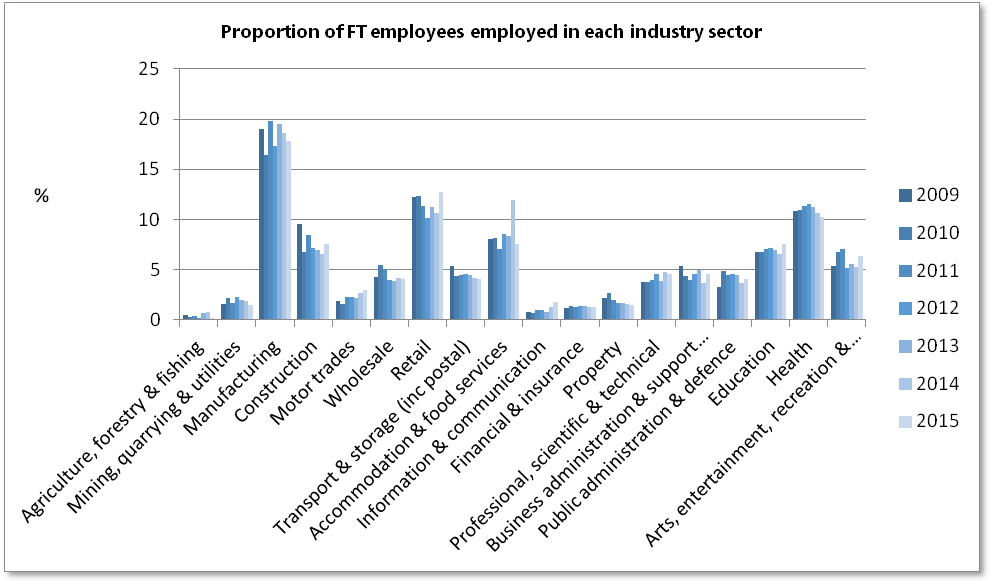 Proportion of FT employees employed in each industry sector
25
20
15
10
5
0
%
Agriculture, forestry & fishing
Mining, quarrying & utilities
Manufacturing
Construction
Motor trades
Wholesale
Retail
Transport & storage (inc postal)
Accommodation & food services
Information & communication
Financial & insurance
Property
Professional, scientific & technical
Business administration & support...
Public administration & defence
Education
Health
Arts, entertainment, recreation &...
2009
2010
2011
2012
2013
2014
2015